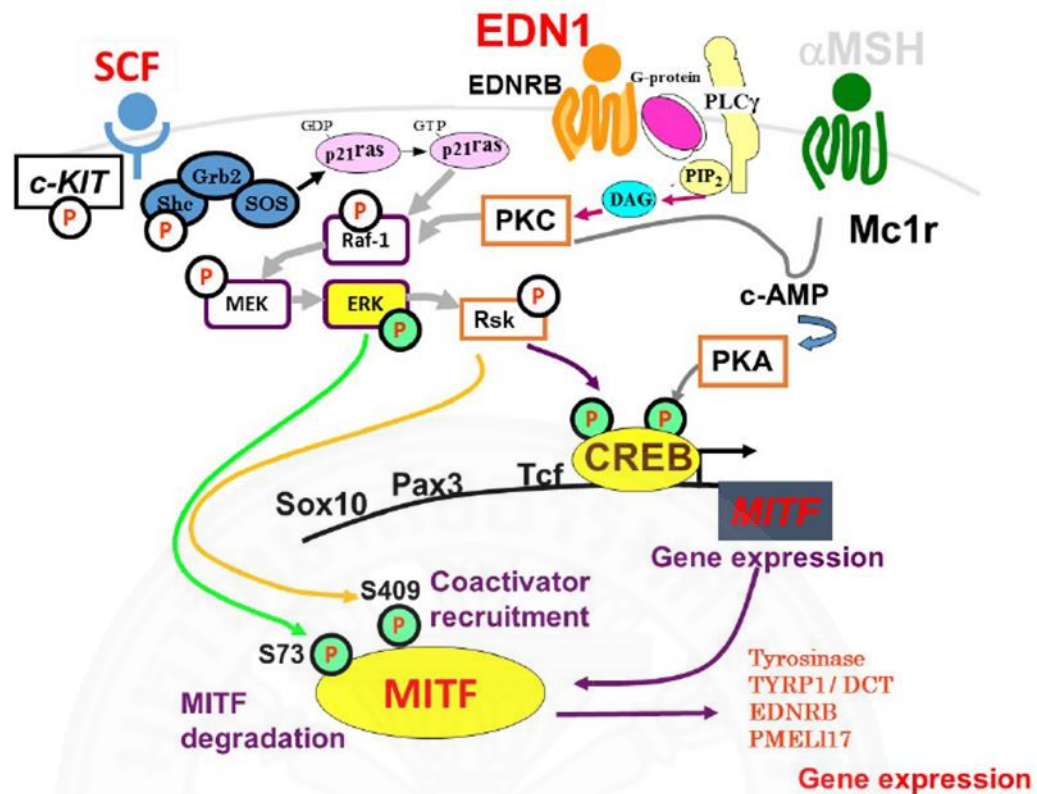 EDN1
αMSH
SCF
EDNRB
G-protein
PLCγ
GDP
p21ras
GTP
p21ras
c-KIT
P
Grb2
Shc
SOS
P
PIP2
DAG
PKC
Mc1r
P
Raf-1
P
MEK
ERK
P
P
Rsk
c-AMP
PKA
P
P
CREB
Tcf
Pax3
Sox10
MITF
Gene expression
S409
Coactivator
recruitment
P
S73
P
MITF
MITF
degradation
Tyrosinase
TYRP1 / DCT
EDNRB
PMEL17
Gene expression